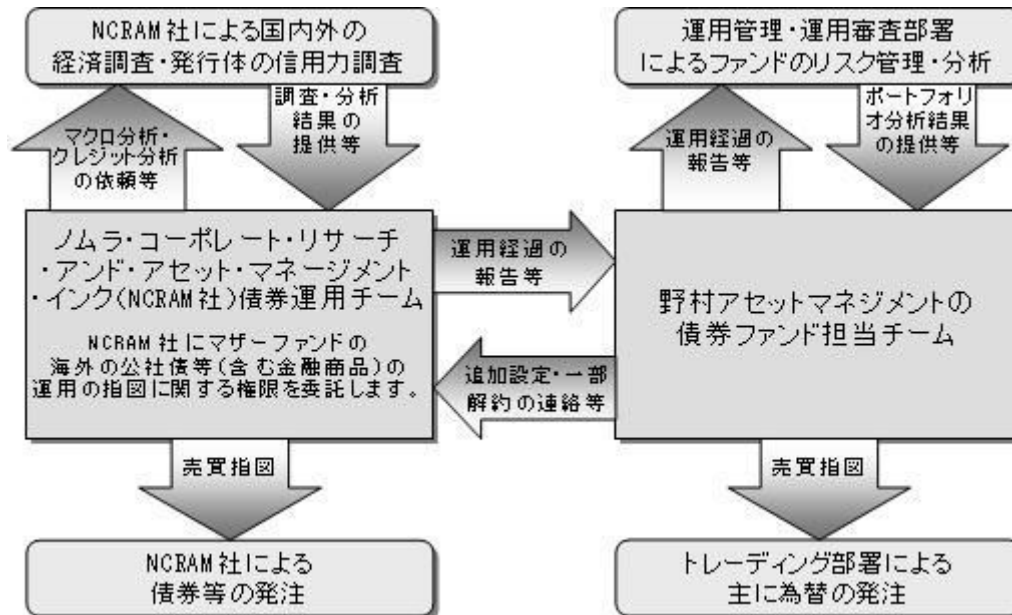 NCRAM社による国内外の
経済調査・発行体の信用力調査
運用管理・運用審査部署
によるファンドのリスク管理・分析
マクロ分析・
クレジット分析
の依頼等
調査・分析
結果の
提供等
運用経過の
報告等
ポートフォリ
オ分析結果
の提供等
ノムラ・コーポレート・リサーチ
・アンド・アセット・マネージメント
・インク(NCRAM社)債券運用チーム
NCRAM社にマザーファンドの
海外の公社債等(含む金融商品)の
運用の指図に関する権限を委託します。
運用経過の
報告等
追加設定・一部
解約の連絡等
野村アセットマネジメントの
債券ファンド担当チーム
売買指図
売買指図
NCRAM社による
債券等の発注
トレーディング部署による
主に為替の発注